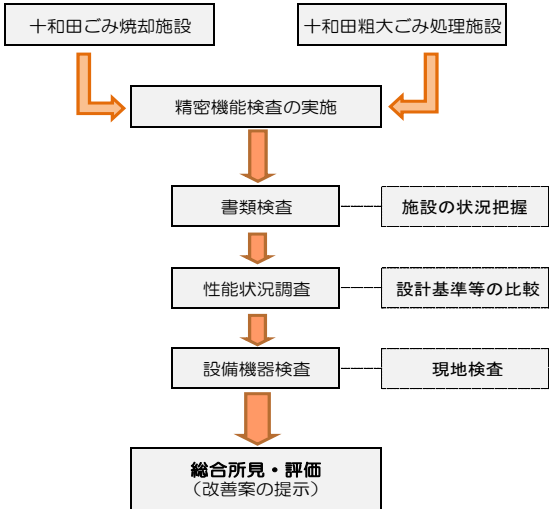 十和田ごみ焼却施設
十和田粗大ごみ処理施設
精密機能検査の実施
書類検査
施設の状況把握
性能状況調査
設計基準等の比較
設備機器検査
現地検査
総合所見・評価
（改善案の提示）